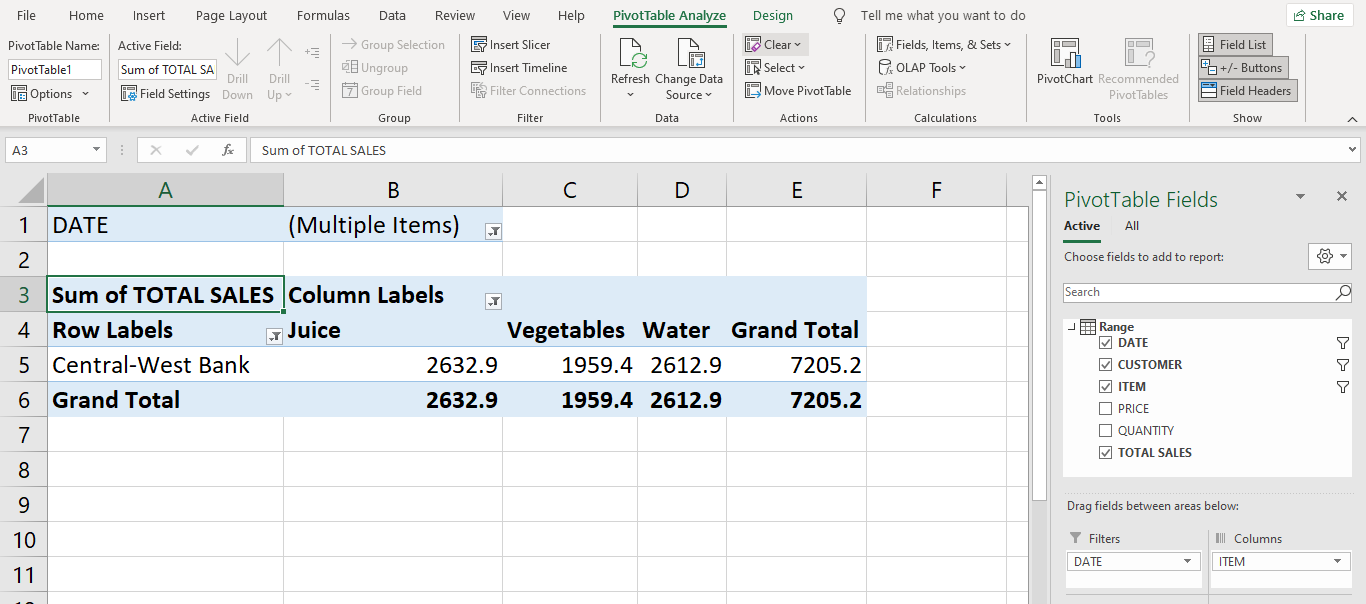 File Home Insert Page Layout Formulas Data Review View Help PivotTable Analyze Design Tell me what you want to do Share
PivotTable Name:
PivotTable1
Options
PivotTable
Active Field:
Sum of TOTAL SA
Field Settings
Drill Down
Drill Up
Active Field
Group Selection
Ungroup
Group Field
Group
Insert Slicer
Insert Timeline
Filter Connections
Filter
Refresh
Change Data Source
Data
Clear
Select
Move PivotTable
Actions
Fields, Items, & Sets
OLAP Tools
Relationships
Calculations
PivotChart
Recommended PivotTables
Tools
Field List
+/- Buttons
Field Headers
Show
A3 fx Sum of TOTAL SALES
A B C D E F
1 DATE (Multiple Items)
2
3 Sum of TOTAL SALES Column Labels
4 Row Labels Juice Vegetables Water Grand Total
5 Central-West Bank 2632.9 1959.4 2612.9 7205.2
6 Grand Total 2632.9 1959.4 2612.9 7205.2
7
8
9
10
11
PivotTable Fields
Active All
Choose fields to add to report:
Search
Range
DATE
CUSTOMER
ITEM
PRICE
QUANTITY
TOTAL SALES
Drag fields between areas below:
Filters Columns
DATE ITEM